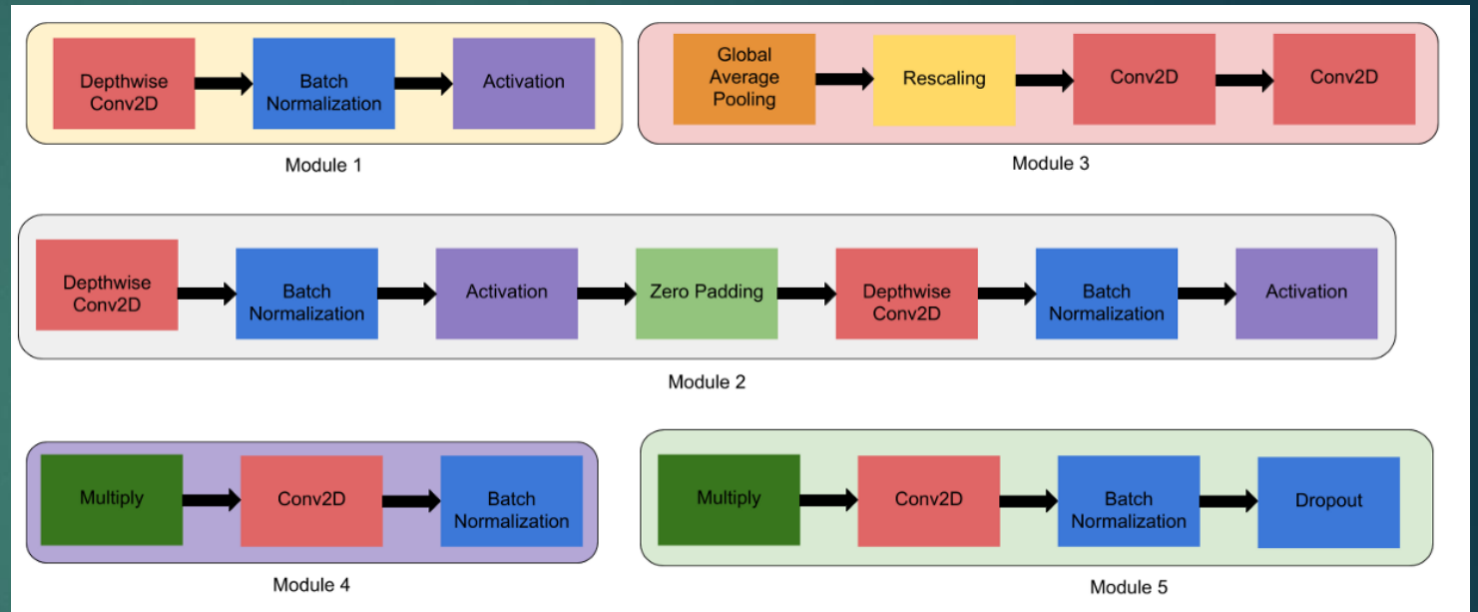 Depthwise
Conv2D
Batch
Normalization
Activation
Module 1
Global
Average
Pooling
Rescaling
Conv2D
Conv2D
Module 3
Depthwise
Conv2D
Batch
Normalization
Activation
Zero Padding
Depthwise
Conv2D
Batch
Normalization
Activation
Module 2
Multiply
Conv2D
Batch
Normalization
Module 4
Multiply
Conv2D
Batch
Normalization
Dropout
Module 5